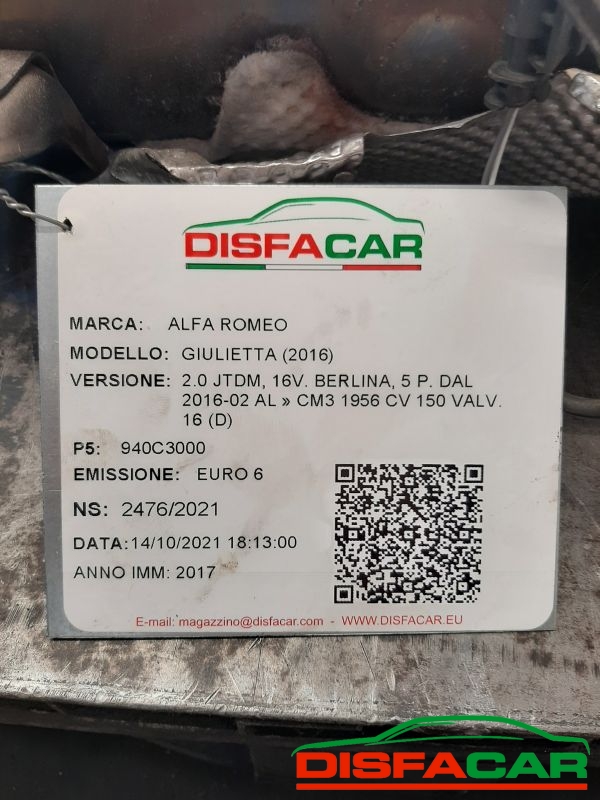 DISFACAR
MARCA: ALFA ROMEO
MODELLO: GIULIETTA (2016)
VERSIONE: 2.0 JTDM, 16V. BERLINA, 5 P. DAL
2016-02 AL » CM3 1956 CV 150 VALV.
16 (D)
P5: 940C3000
EMISSIONE: EURO 6
NS: 2476/2021
DATA:14/10/2021 18:13:00
ANNO IMM: 2017
E-mail: magazzino@disfacar.com - WWW.DISFACAR.EU
DISFACAR